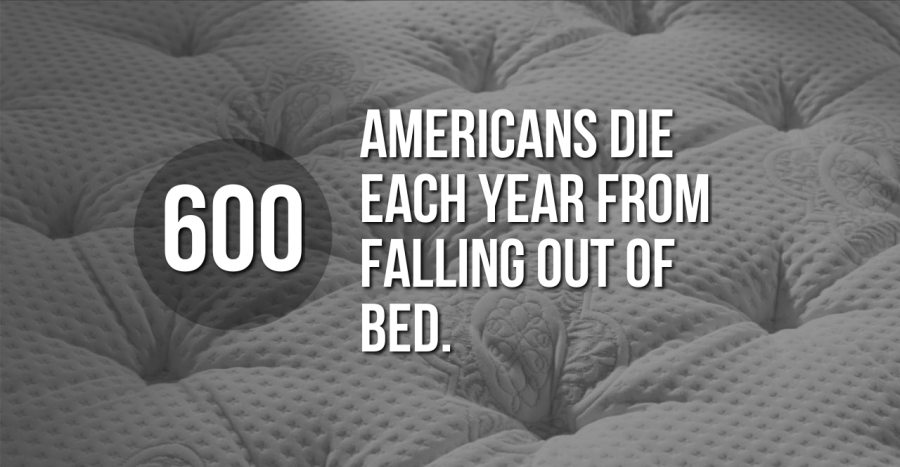 600
AMERICANS DIE
EACH YEAR FROM
FALLING OUT OF
BED.